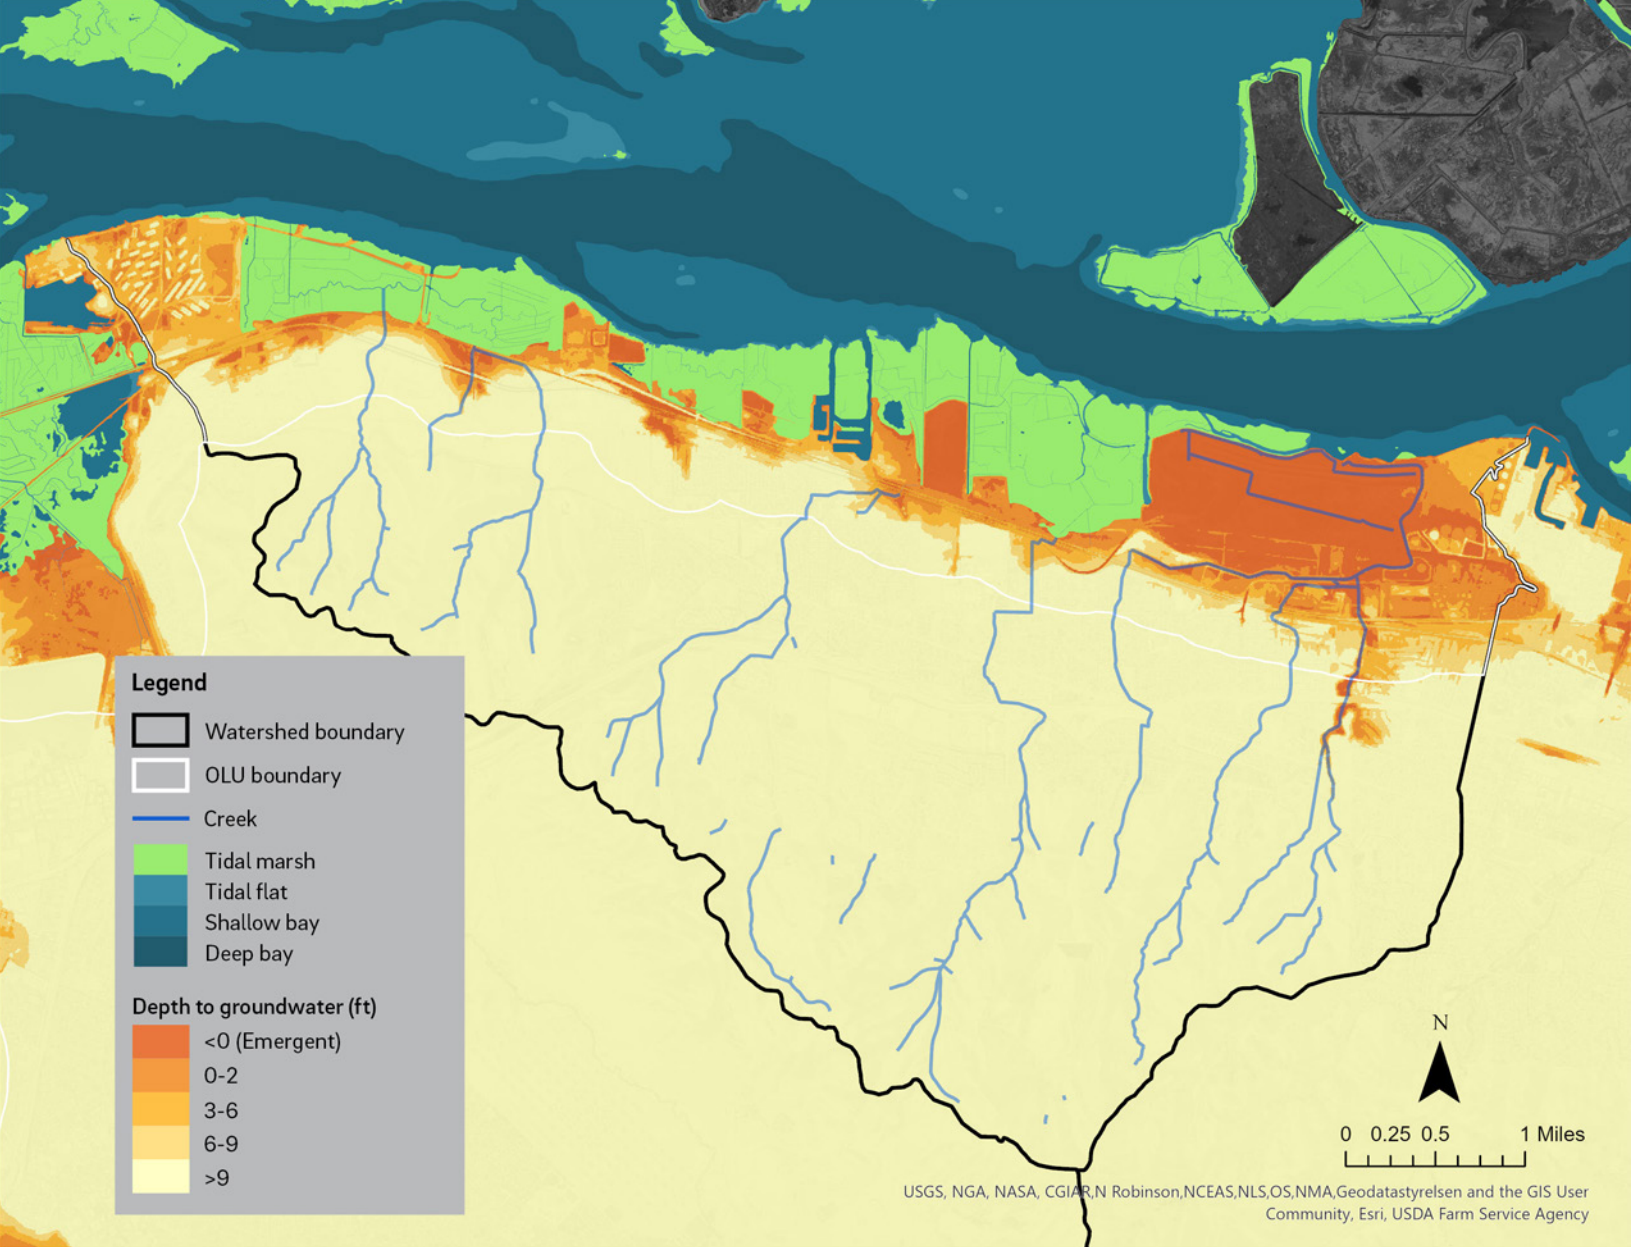 Legend
Watershed boundary
OLU boundary
Creek
Tidal marsh
Tidal flat
Shallow bay
Deep bay
Depth to groundwater (ft)
<0 (Emergent)
0-2
3-6
6-9
>9
N
0 0.25 0.5 1 Miles
USGS, NGA, NASA, CGIAR,N Robinson,NCEAS,NLS,OS,NMA,Geodatastyrelsen and the GIS User
Community, Esri, USDA Farm Service Agency